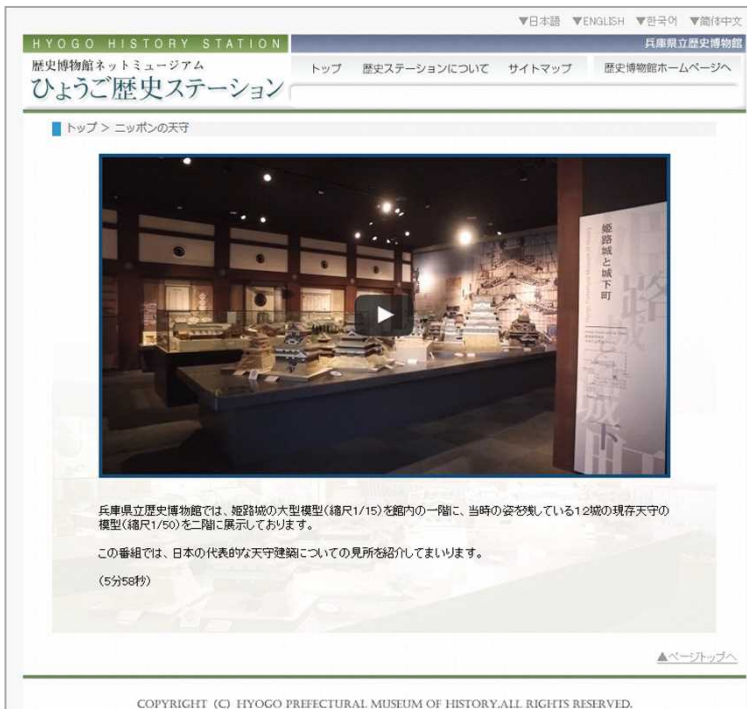 ▼日本語 ▼ENGLISH ▼한국어 ▼簡体中文
HYOGO HISTORY STATION
兵庫県立歴史博物館
歴史博物館ネットミュージアム
ひょうご歴史ステーション
トップ 歴史ステーションについて サイトマップ 歴史博物館ホームページへ
トップ > ニッポンの天守
姫路城と城下町
兵庫県立歴史博物館では、姫路城の大型模型(縮尺1/15)を館内の一階に、当時の姿を残している12城の現存天守の
模型(縮尺1/50)を二階に展示しております。
この番組では、日本の代表的な天守建築についての見所を紹介してまいります。
(5分58秒)
▲ページトップへ
COPYRIGHT (C) HYOGO PREFECTURAL MUSEUM OF HISTORY.ALL RIGHTS RESERVED.